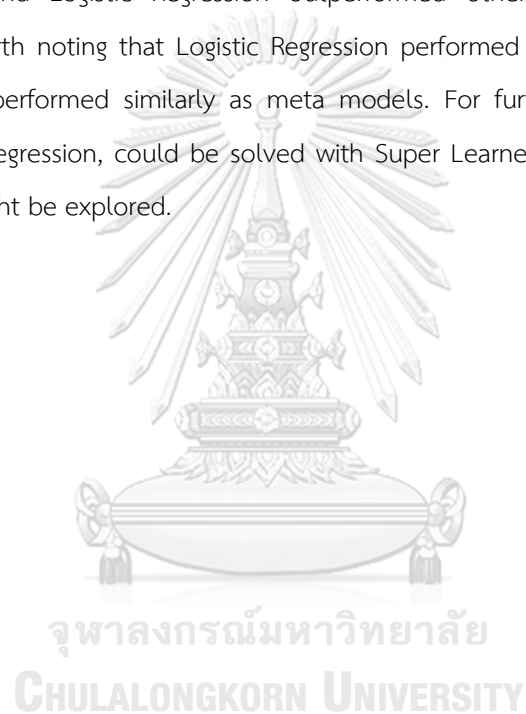 and Logistic Regression outperformed other
rth noting that Logistic Regression performed
performed similarly as meta models. For furt
egression, could be solved with Super Learne
ht be explored.
จุฬาลงกรณ์มหาวิทยาลัย
CHULALONGKORN UNIVERSITY